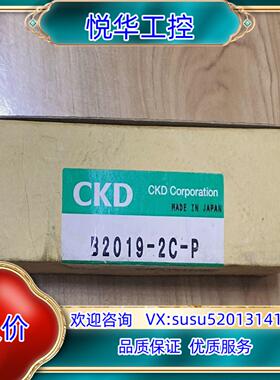 悦华工控
CKD
CKD Corporation
MADE IN JAPAN
B2019-2C-P
价
欢迎咨询 VX:susu52013141
品质保证 优质服务